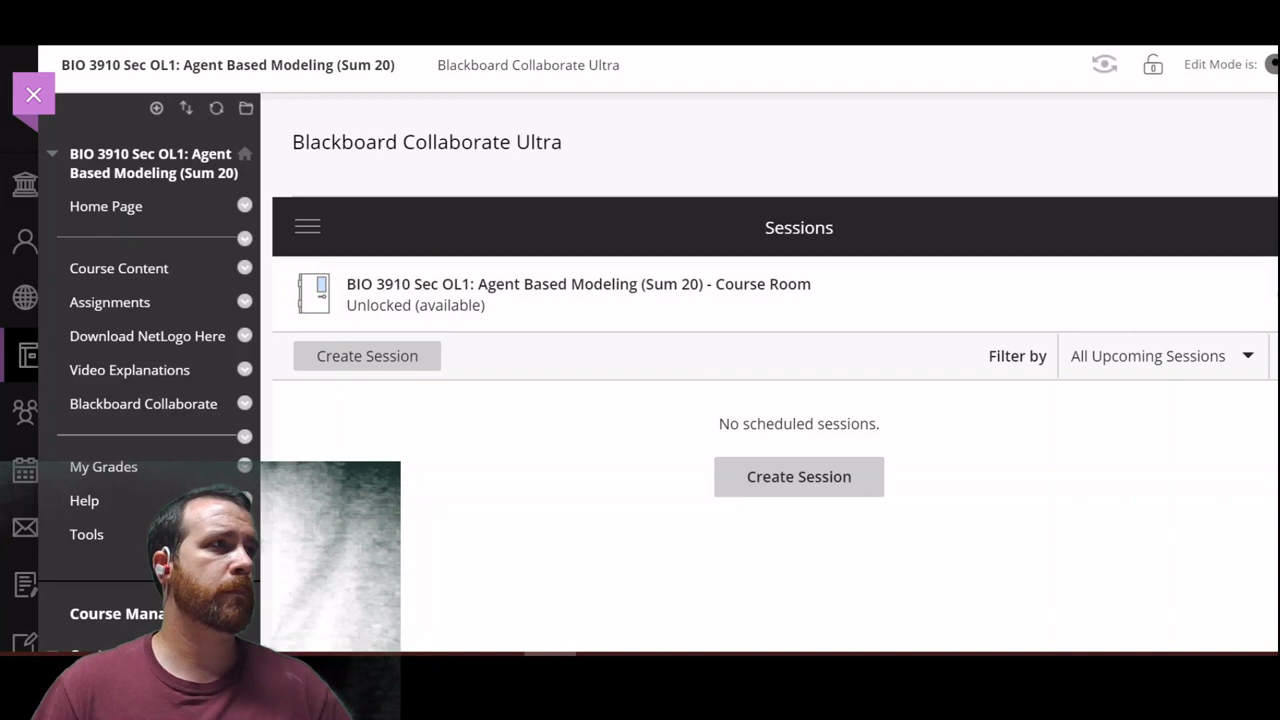 BIO 3910 Sec OL1: Agent Based Modeling (Sum 20)
Blackboard Collaborate Ultra
0
Edit Mode is:
BIO 3910 Sec OL1: Agent
Based Modeling (Sum 20)
Home Page
Course Content
Assignments
Download NetLogo Here
Video Explanations
Blackboard Collaborate
My Grades
Help
Tools
Blackboard Collaborate Ultra
Sessions
BIO 3910 Sec OL1: Agent Based Modeling (Sum 20) - Course Room
Unlocked (available)
Create Session
Filter by
All Upcoming Sessions
No scheduled sessions.
Create Session
Course